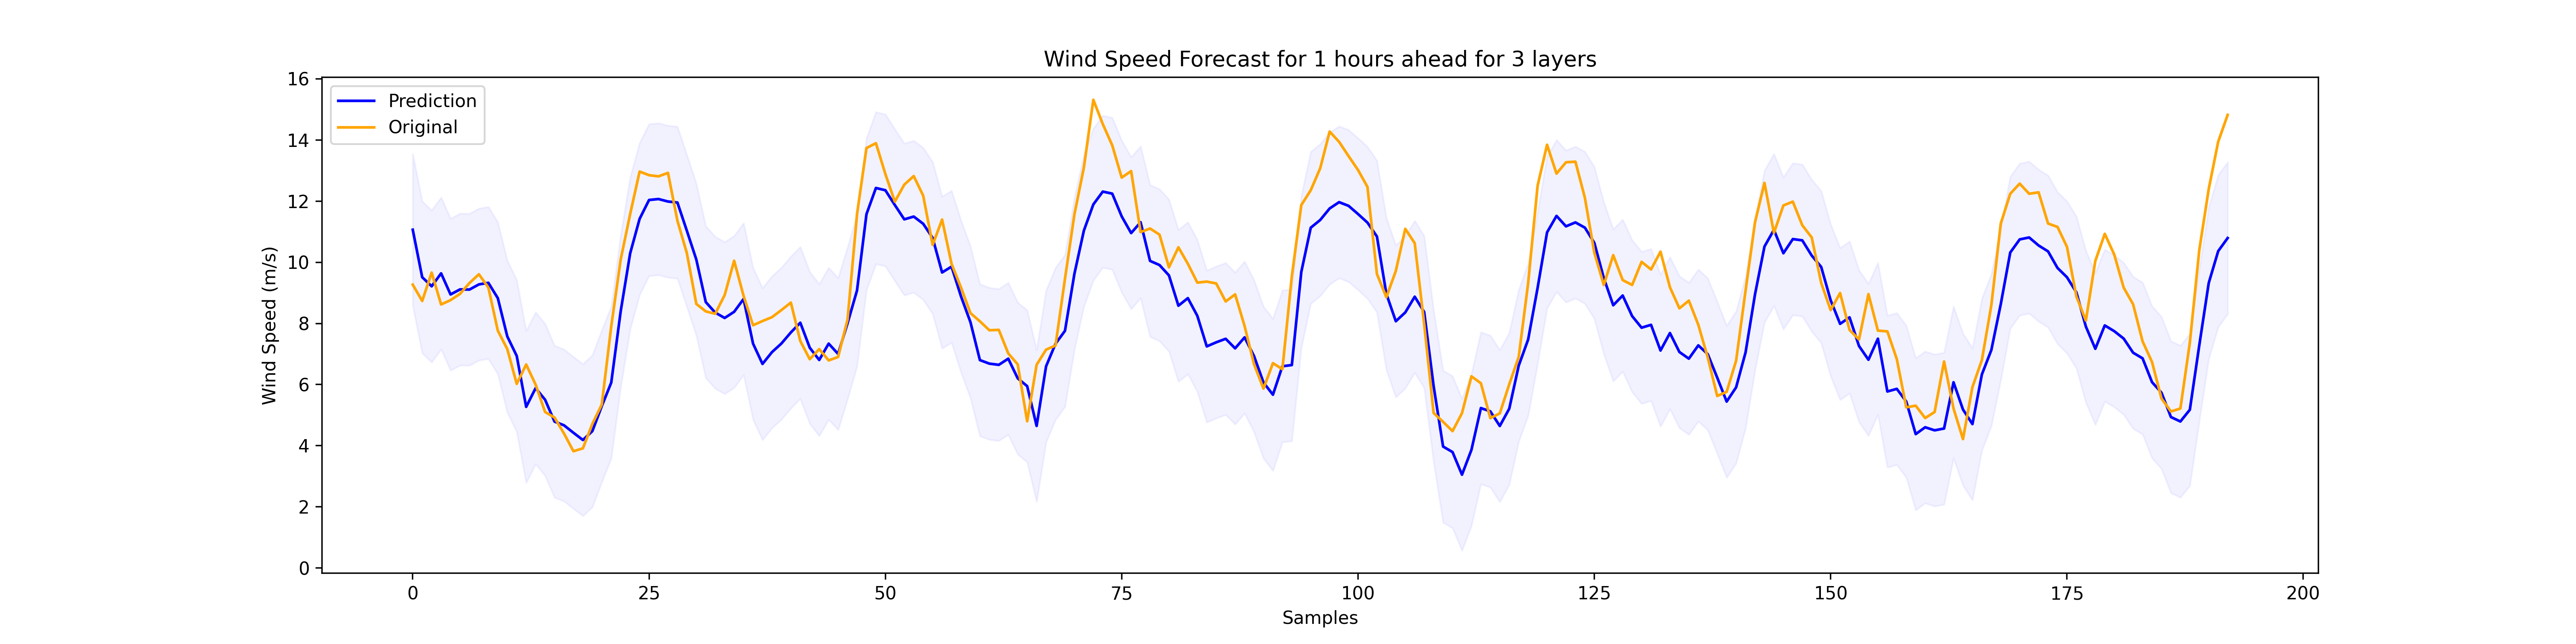 Wind Speed Forecast for 1 hours ahead for 3 layers
Prediction
Original
Wind Speed (m/s)
16
14
12
10
8
6
4
2
0
0 25 50 75 100 125 150 175 200
Samples